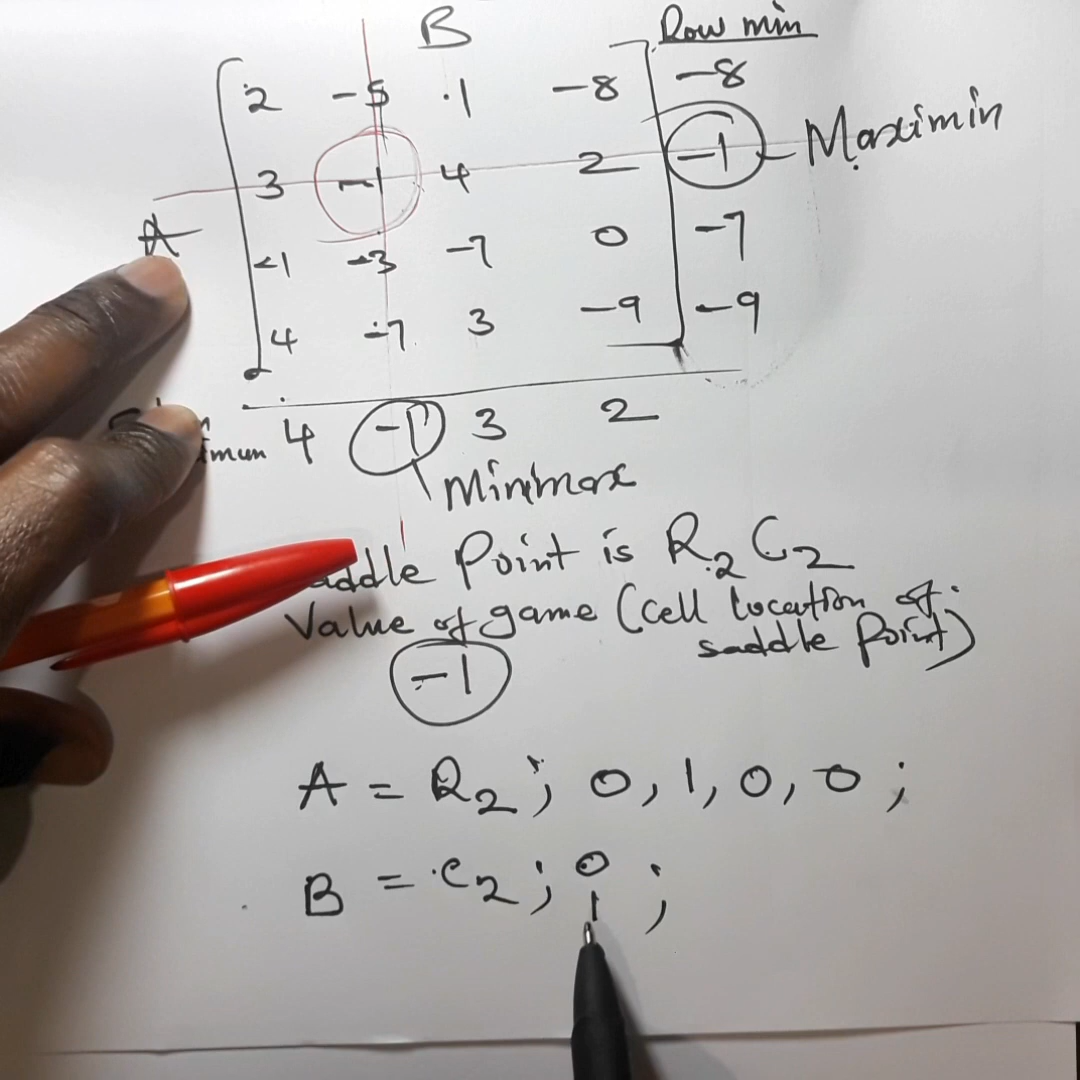 B Row min
2 -5 1 -8 -8
3 -1 4 2 -1 Maximin
A
-1 -3 -7 0 -7
4 -7 3 -9 -9
4 -1 3 2
Minimax
addle Point is R2 C2
Value of game (cell location of
saddle point)
-1
A = R2; 0, 1, 0, 0;
B = C2; 0 ;
1